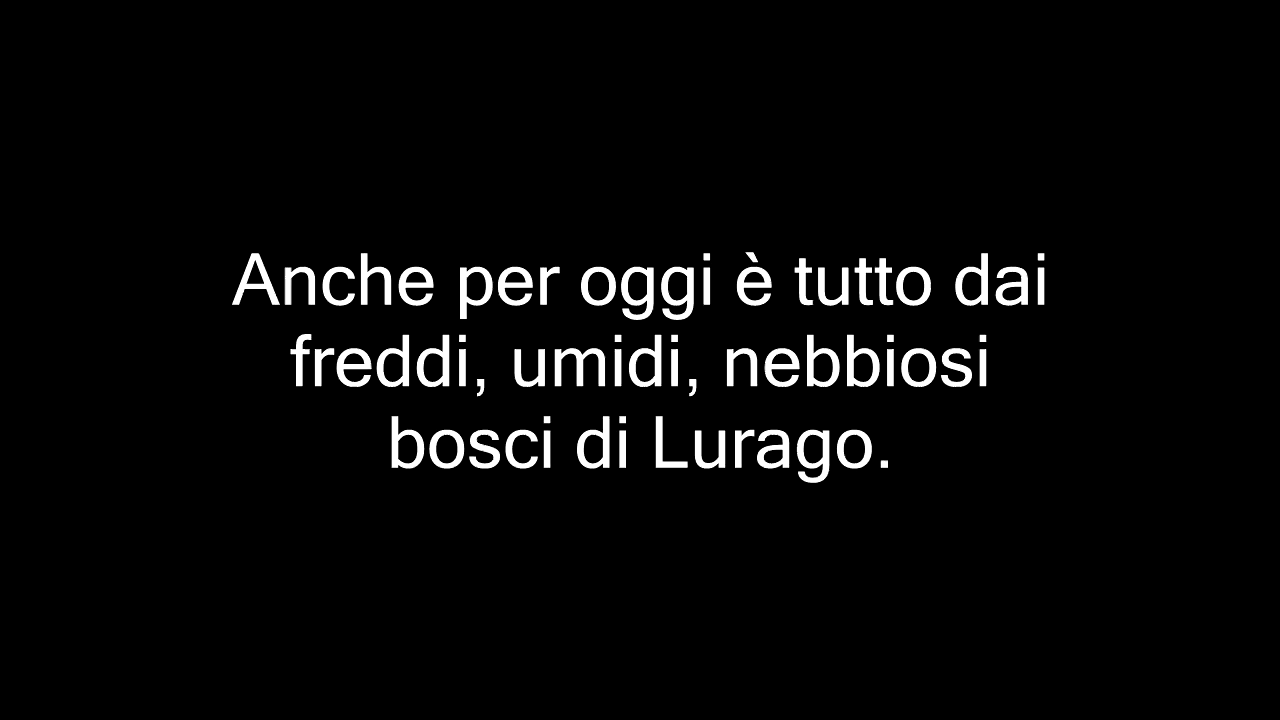 Anche per oggi è tutto dai
freddi, umidi, nebbiosi
bosci di Lurago.